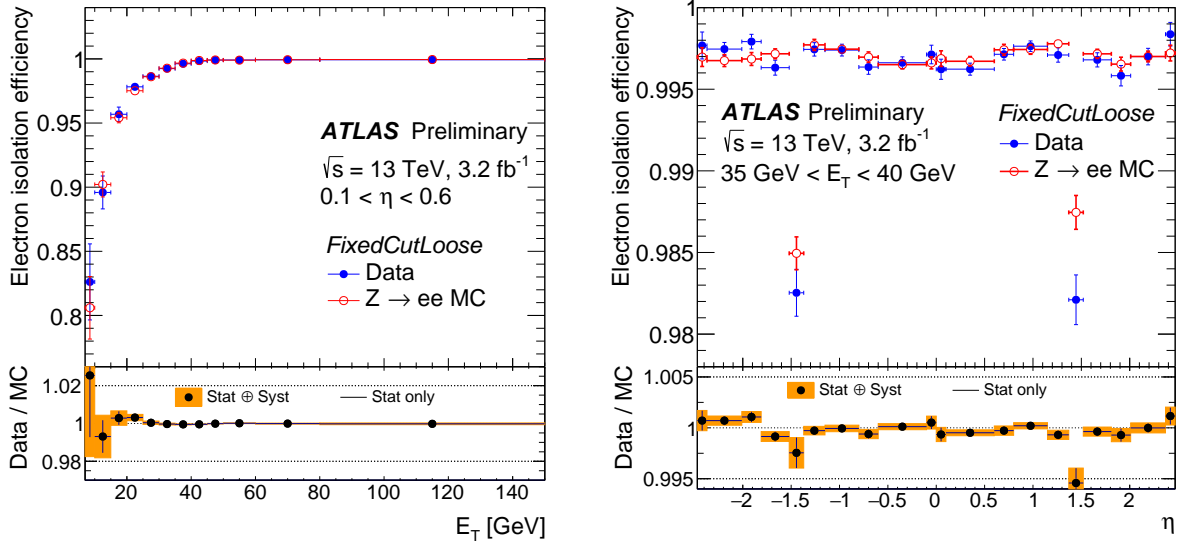 Electron isolation efficiency
1
0.95
0.9
0.85
0.8
ATLAS Preliminary
√s = 13 TeV, 3.2 fb-1
0.1 < η < 0.6
FixedCutLoose
Data
Z → ee MC
Data / MC
1.02
1
0.98
Stat ⊕ Syst
Stat only
20 40 60 80 100 120 140
E_T [GeV]
Electron isolation efficiency
1
0.995
0.99
0.985
0.98
ATLAS Preliminary
√s = 13 TeV, 3.2 fb-1
35 GeV < E_T < 40 GeV
FixedCutLoose
Data
Z → ee MC
Data / MC
1.005
1
0.995
Stat ⊕ Syst
Stat only
−2 −1.5 −1 −0.5 0 0.5 1 1.5 2
η